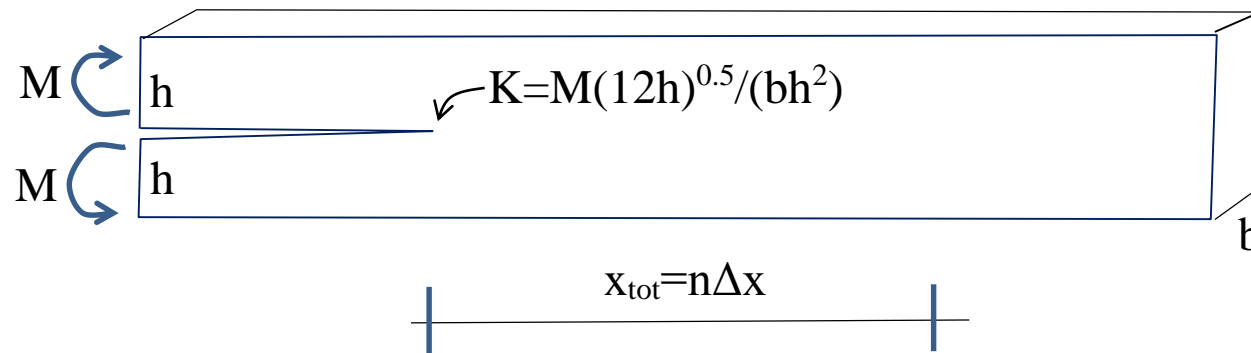 M
h
K=M(12h)^0.5/(bh^2)
M
h
b
x_tot=nΔx